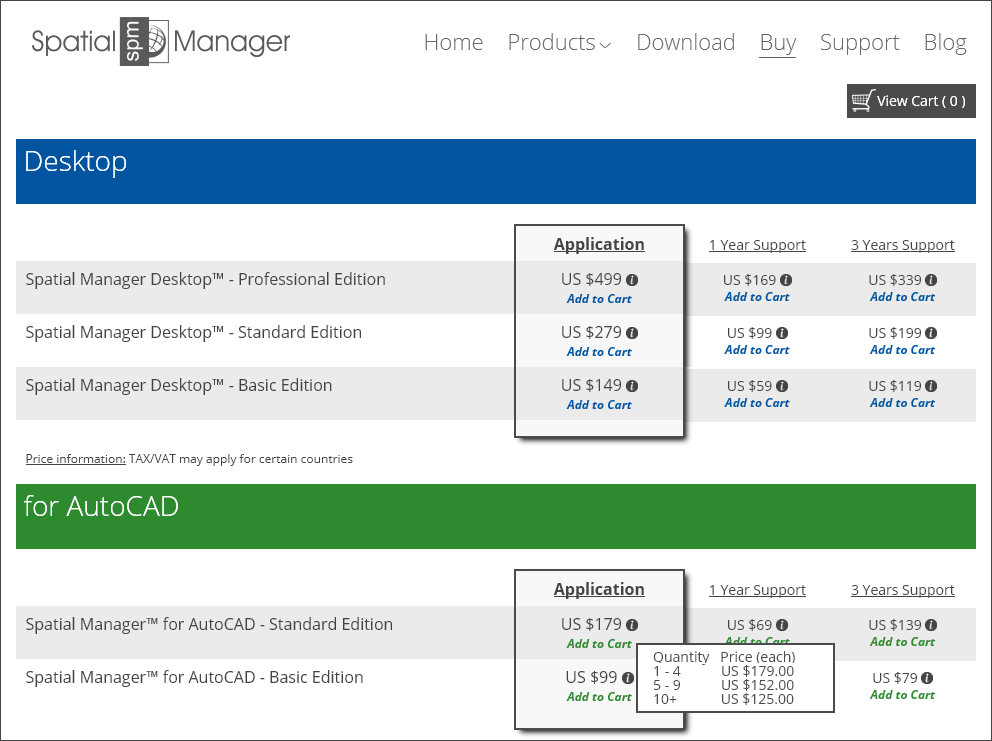 Spatial spm Manager
Home Products Download Buy Support Blog
View Cart ( 0 )
Desktop
Application 1 Year Support 3 Years Support
Spatial Manager Desktop™ - Professional Edition US $499 i US $169 i US $339 i
Add to Cart Add to Cart Add to Cart
Spatial Manager Desktop™ - Standard Edition US $279 i US $99 i US $199 i
Add to Cart Add to Cart Add to Cart
Spatial Manager Desktop™ - Basic Edition US $149 i US $59 i US $119 i
Add to Cart Add to Cart Add to Cart
Price information: TAX/VAT may apply for certain countries
for AutoCAD
Application 1 Year Support 3 Years Support
Spatial Manager™ for AutoCAD - Standard Edition US $179 i US $69 i US $139 i
Add to Cart Add to Cart Add to Cart
Spatial Manager™ for AutoCAD - Basic Edition US $99 i US $79 i
Add to Cart Add to Cart
Quantity Price (each)
1 - 4 US $179.00
5 - 9 US $152.00
10+ US $125.00